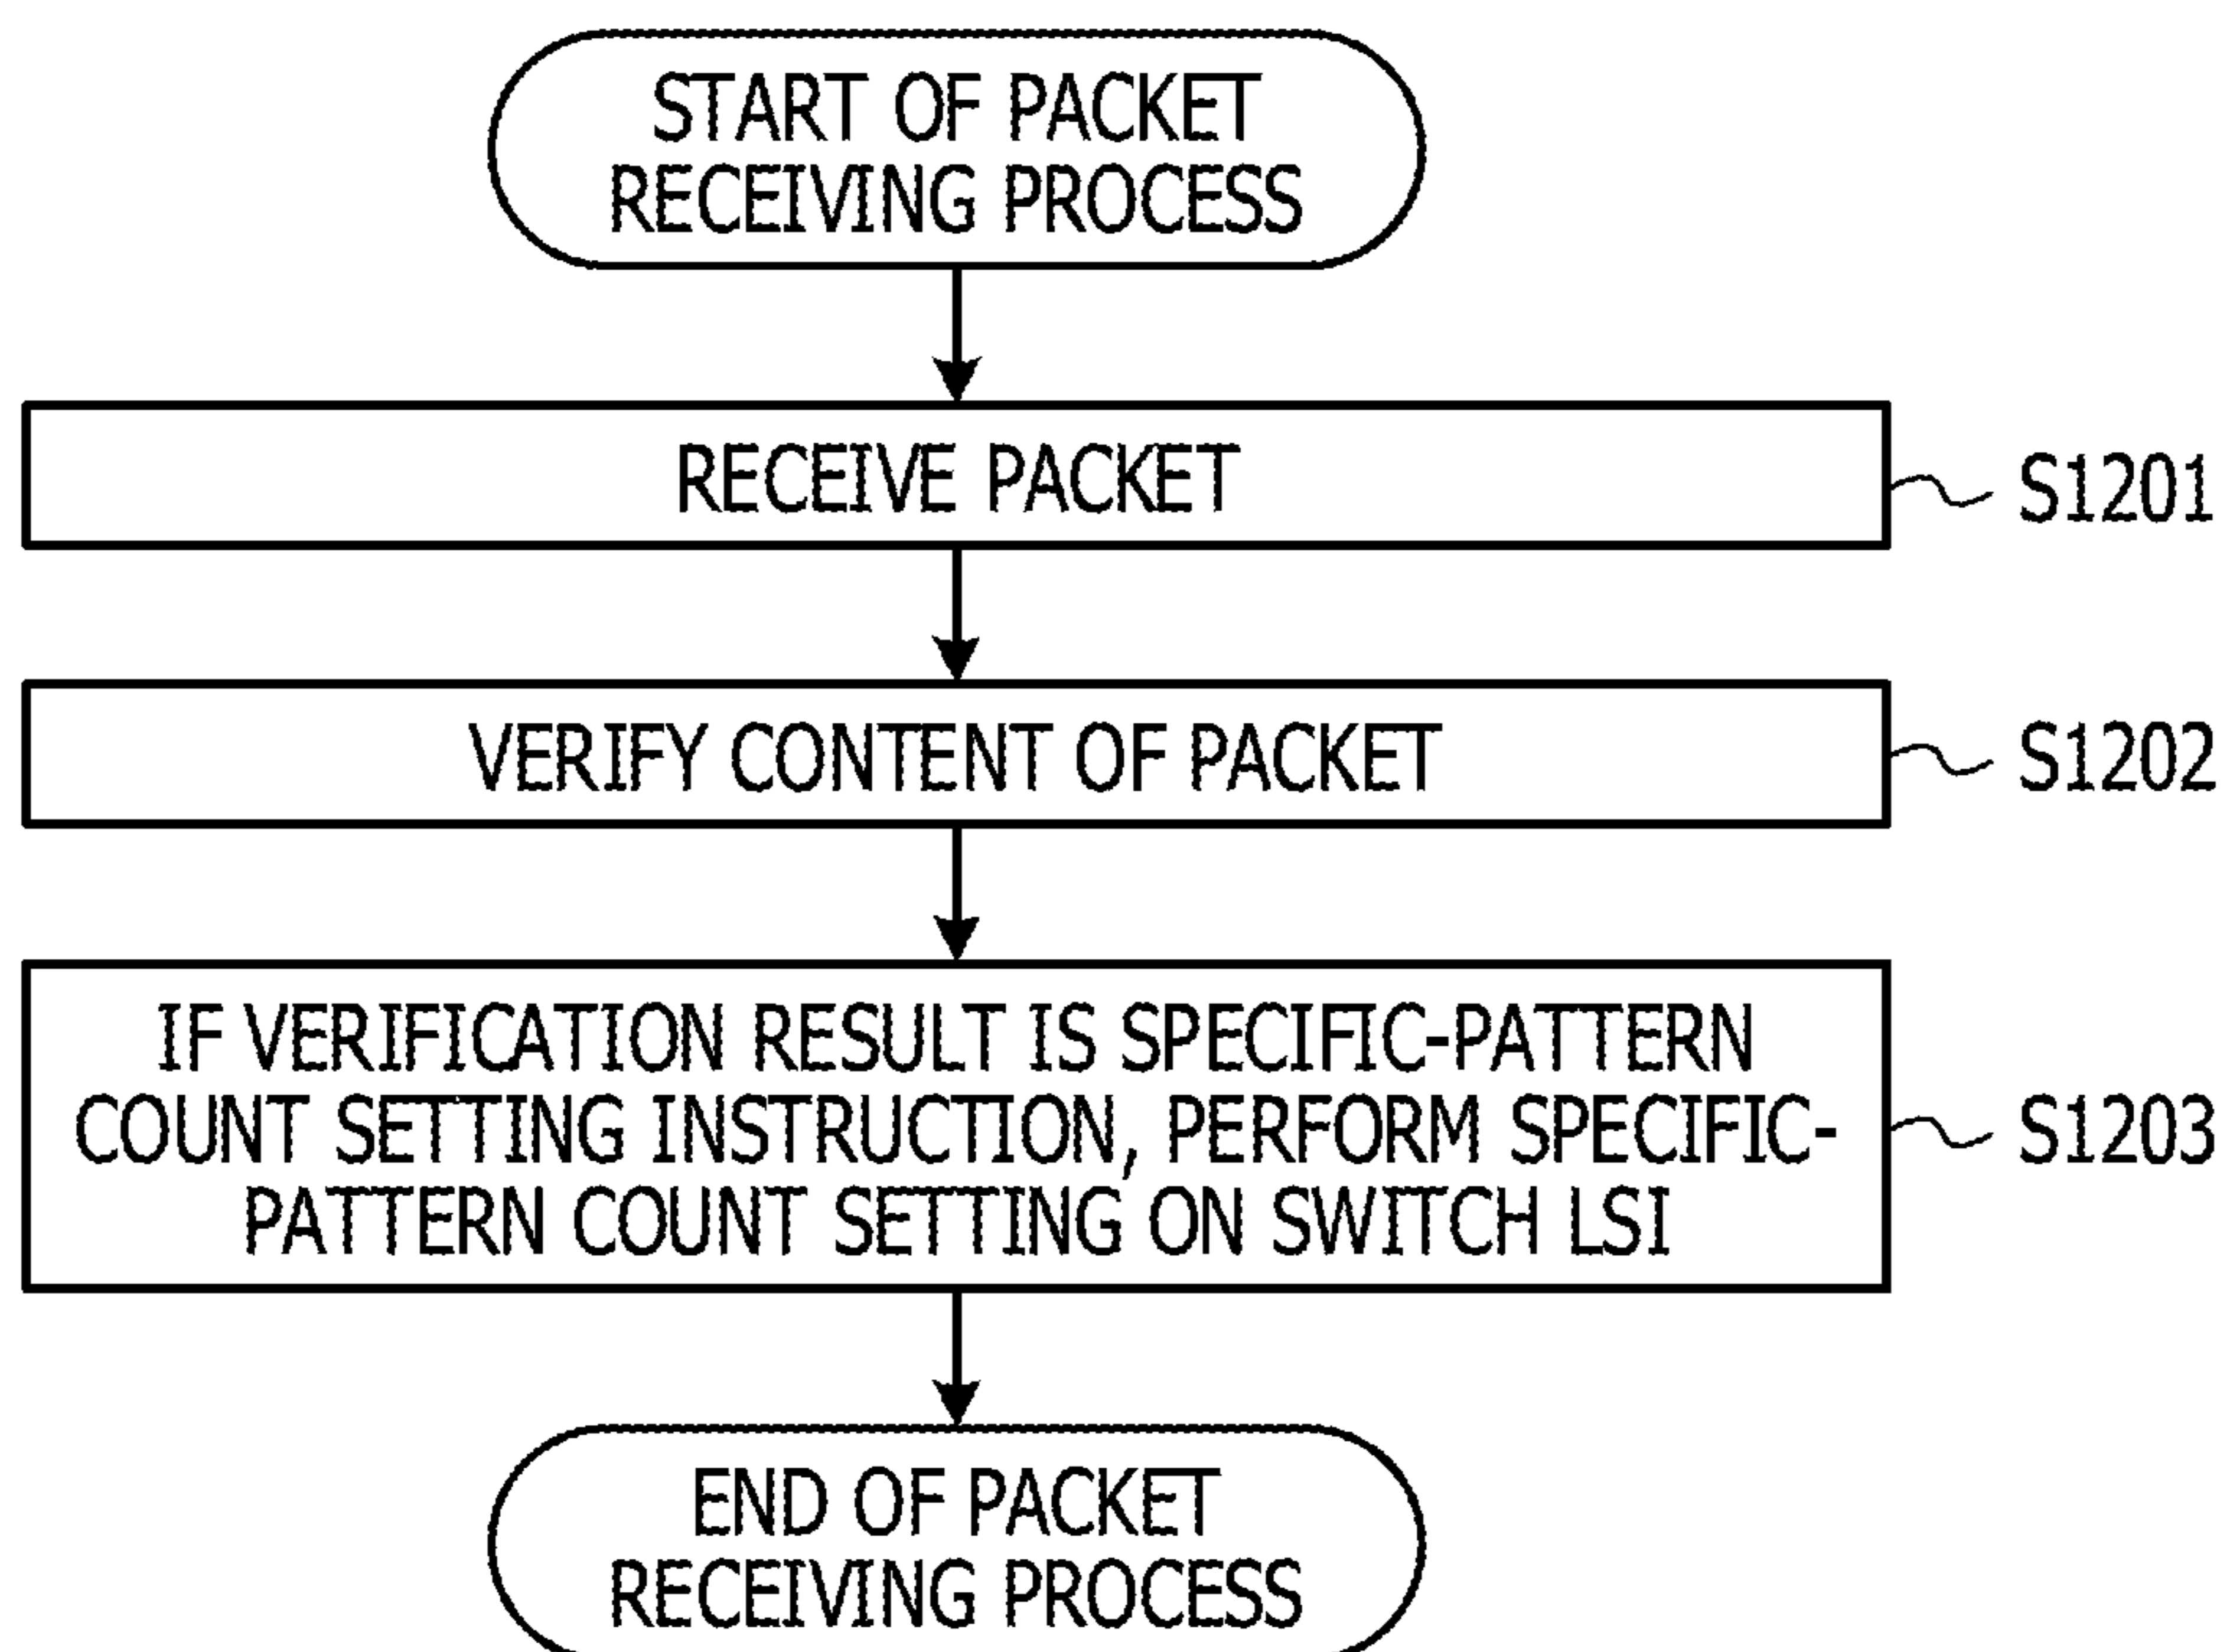 START OF PACKET
RECEIVING PROCESS
RECEIVE PACKET
S1201
VERIFY CONTENT OF PACKET
S1202
IF VERIFICATION RESULT IS SPECIFIC-PATTERN
COUNT SETTING INSTRUCTION, PERFORM SPECIFIC-
PATTERN COUNT SETTING ON SWITCH LSI
S1203
END OF PACKET
RECEIVING PROCESS